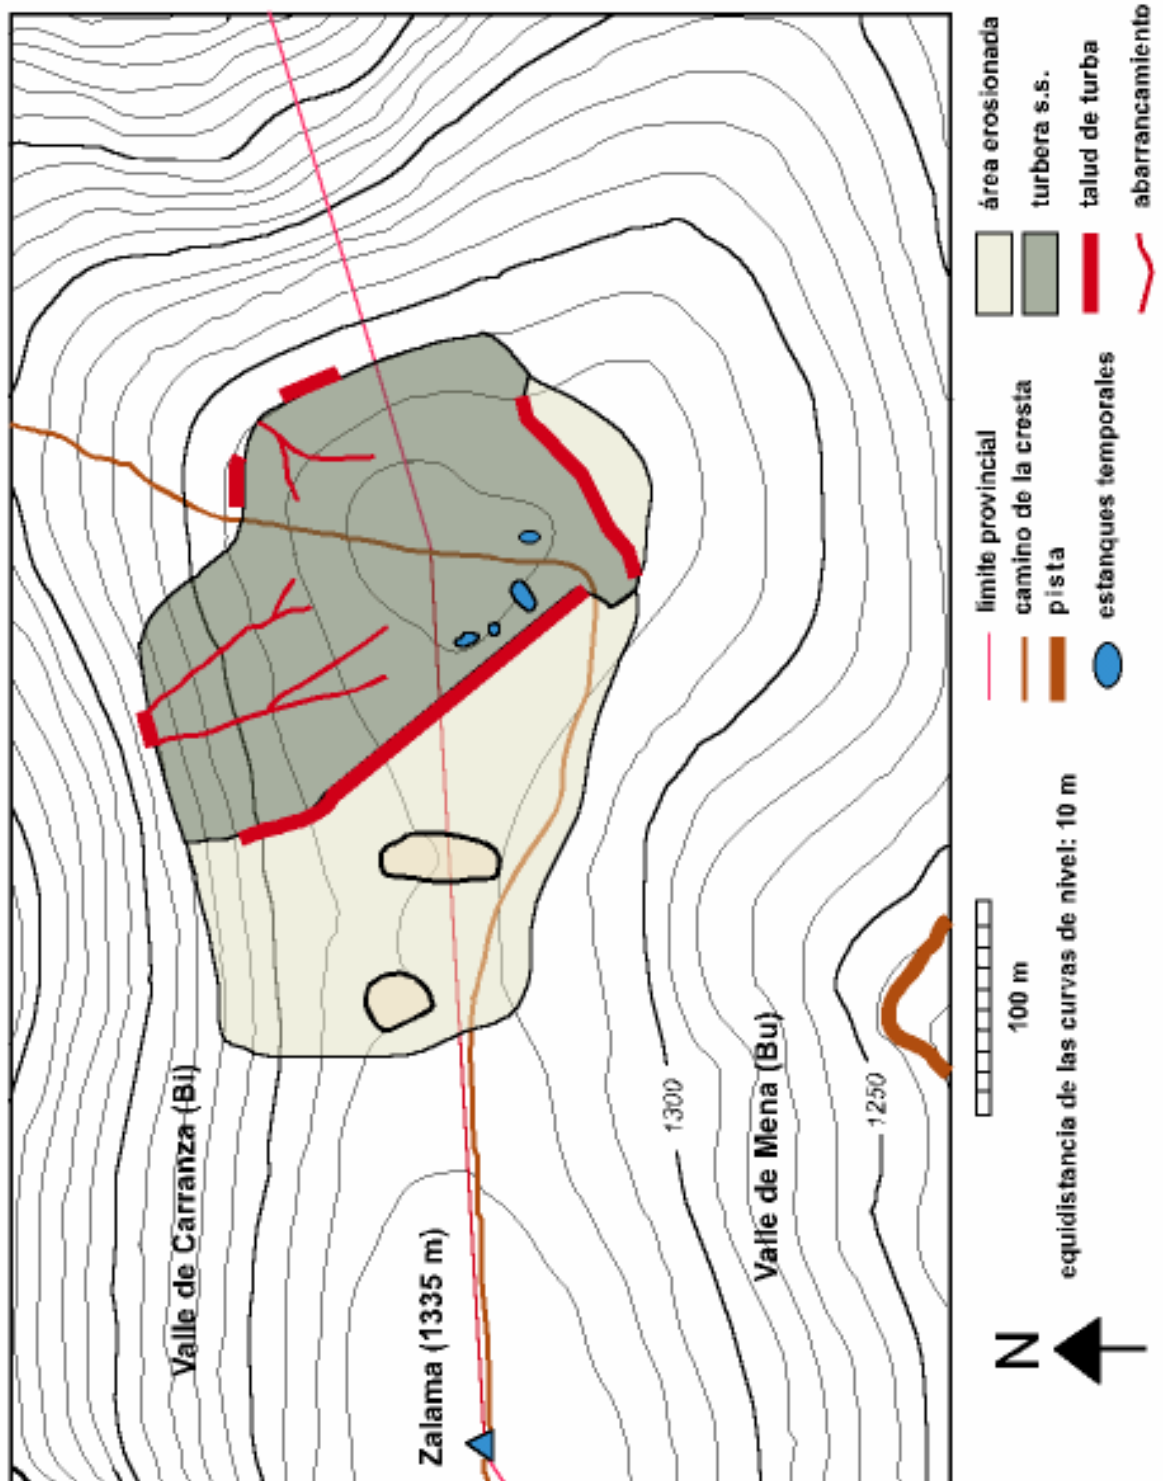 Valle de Carranza (Bi)
Zalama (1335 m)
1300
Valle de Mena (Bu)
1250
N
100 m
equidistancia de las curvas de nivel: 10 m
límite provincial
camino de la cresta
pista
estanques temporales
área erosionada
turbera s.s.
talud de turba
abarrancamiento